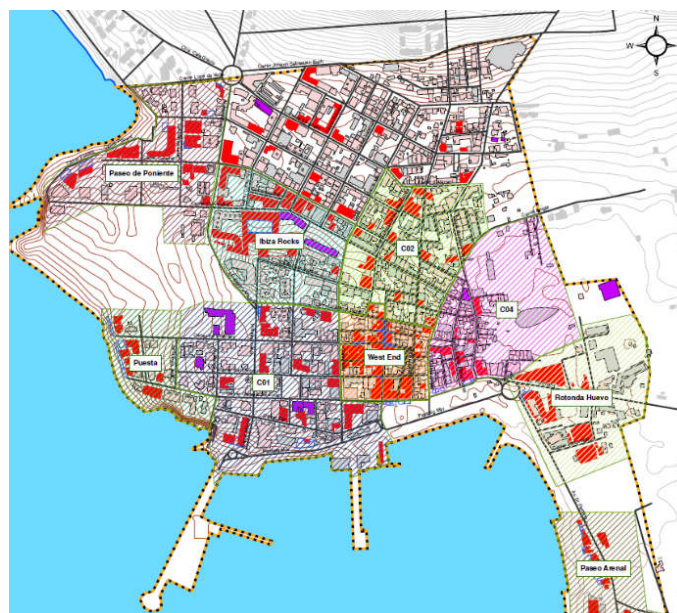 N
W
E
S
Paseo de Poniente
Ibiza Rocks
C02
C04
West End
Puesta
C01
Rotonda Huevo
Paseo Arenal